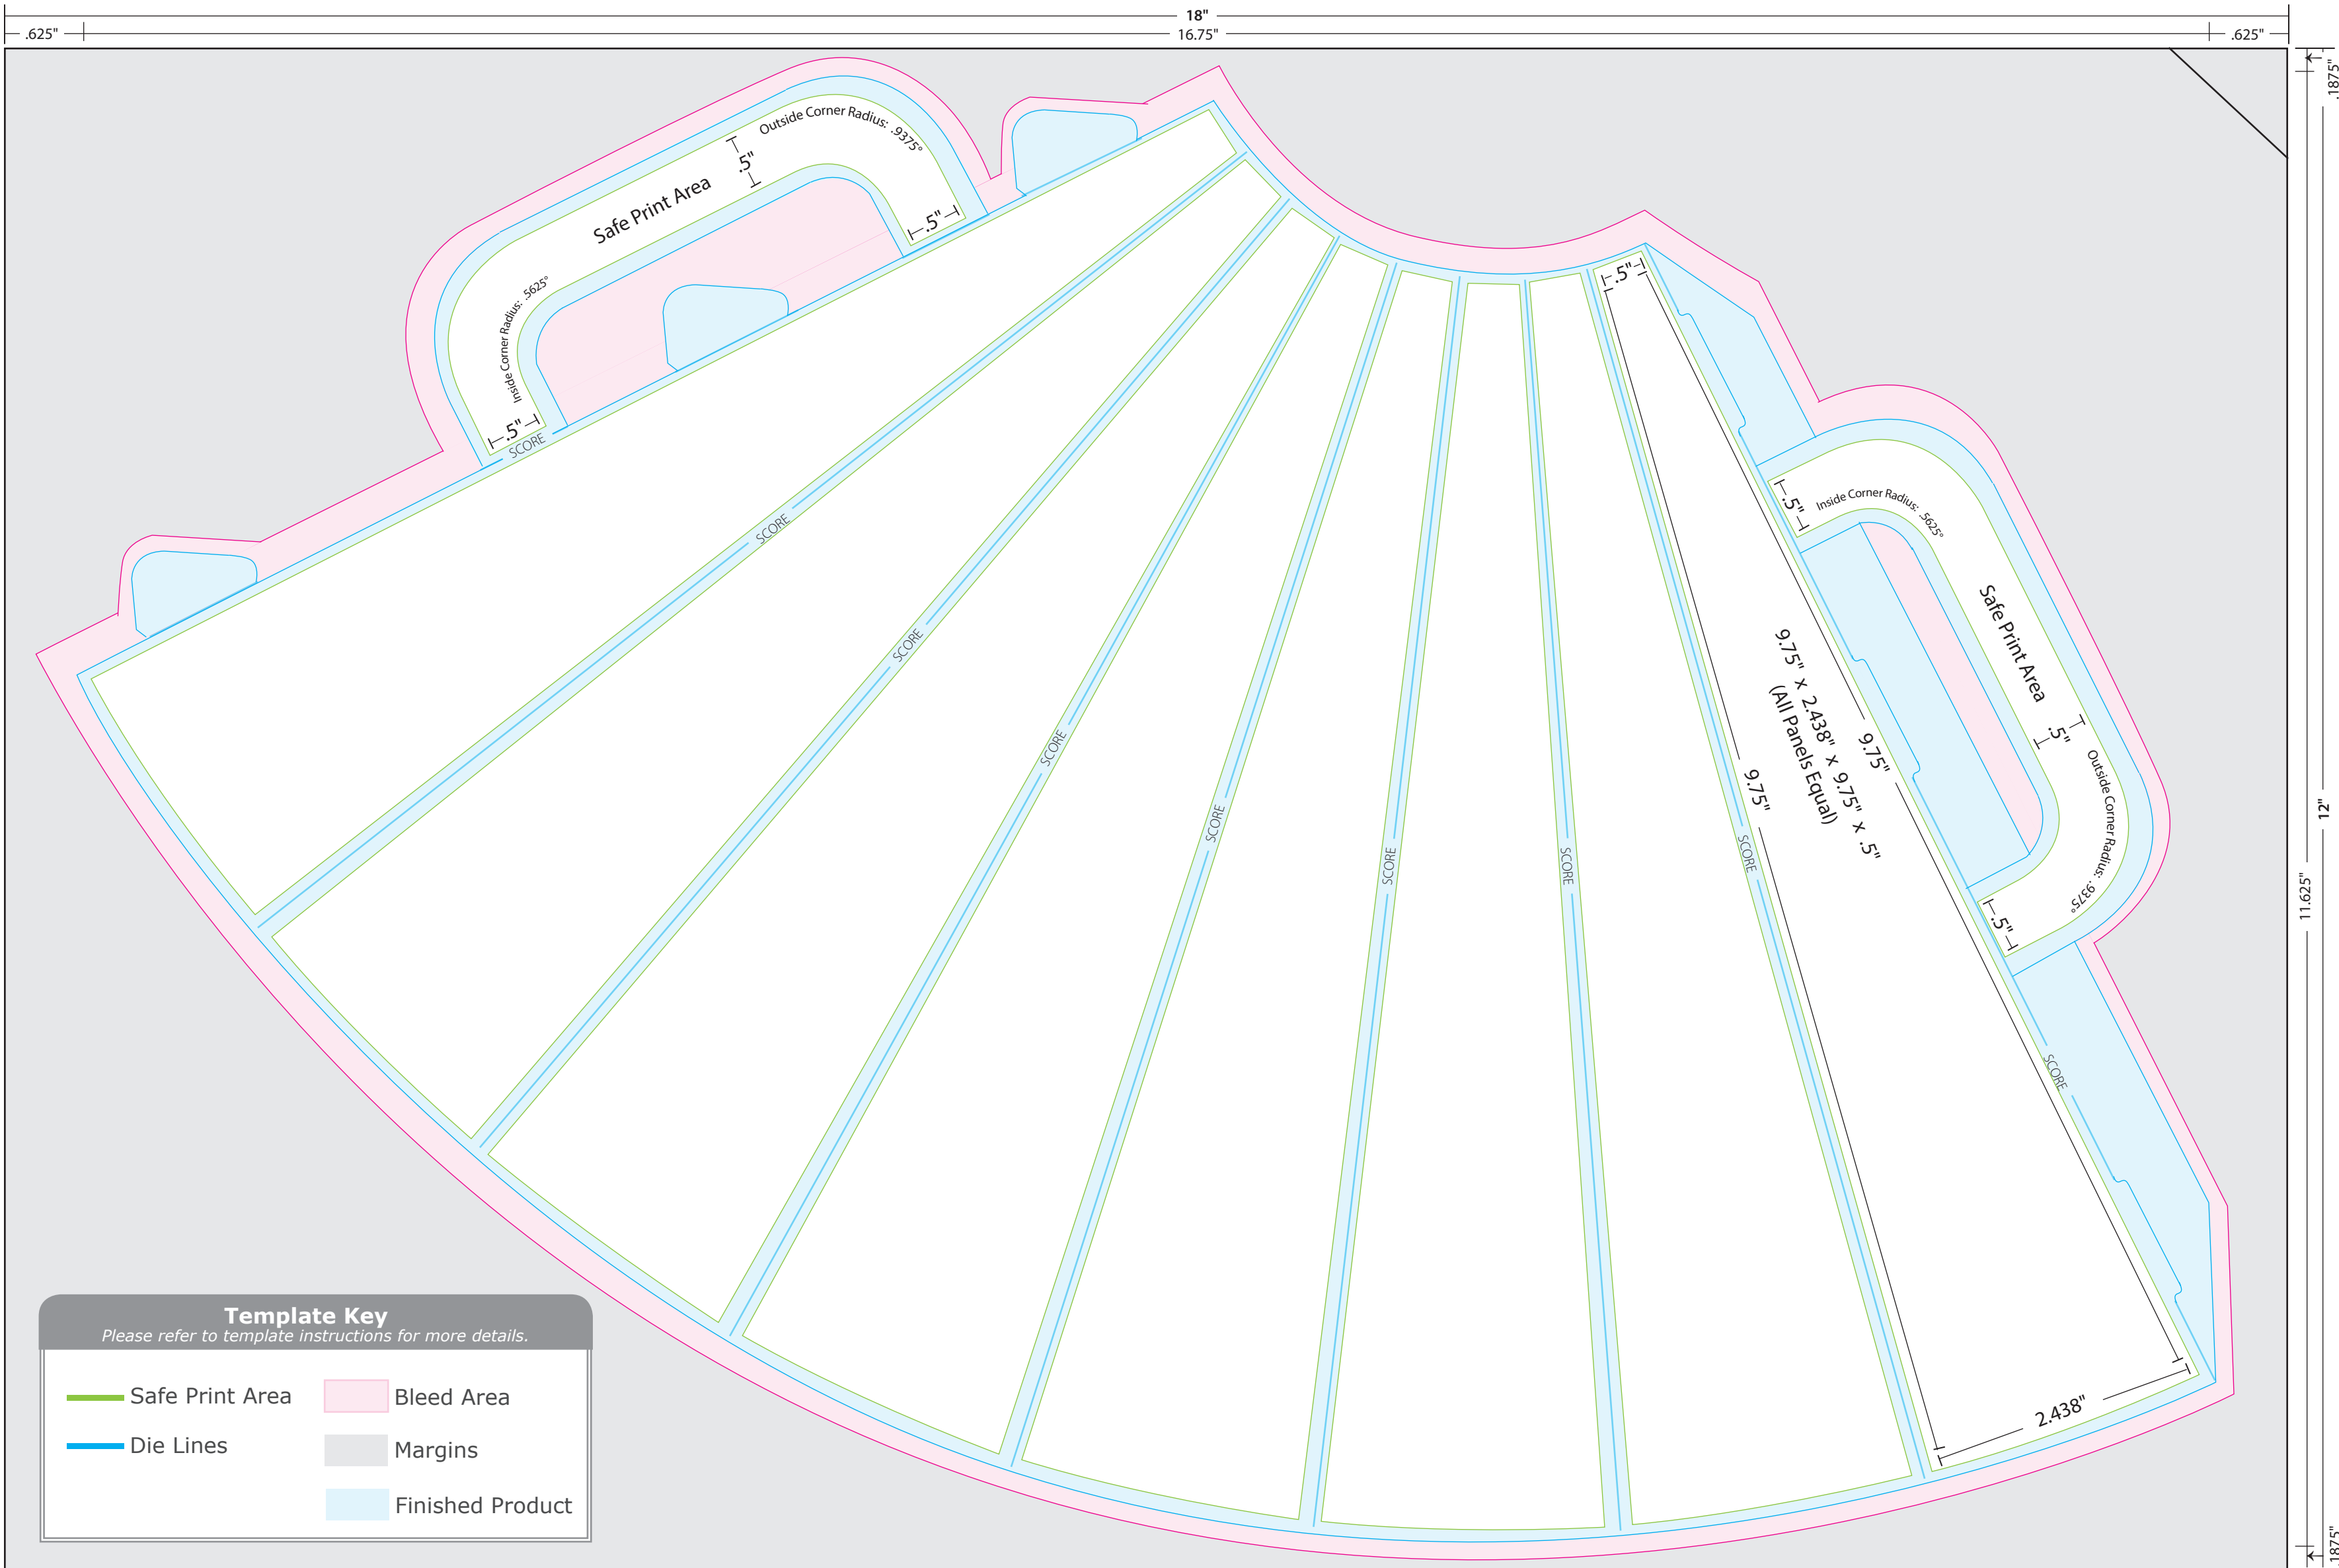 18"
.625"
16.75"
.625"
.1875"
Outside Corner Radius: .9375°
.5"
Safe Print Area
.5"
Inside Corner Radius: .5625°
.5"
SCORE
.5"
Inside Corner Radius: .5625°
.5"
SCORE
SCORE
SCORE
SCORE
SCORE
SCORE
SCORE
9.75"
9.75" x 2.438" x 9.75" x .5"
(All Panels Equal)
9.75"
Safe Print Area
.5"
Outside Corner Radius: .9375°
.5"
SCORE
2.438"
12"
11.625"
.1875"
Template Key
Please refer to template instructions for more details.
Safe Print Area
Bleed Area
Die Lines
Margins
Finished Product